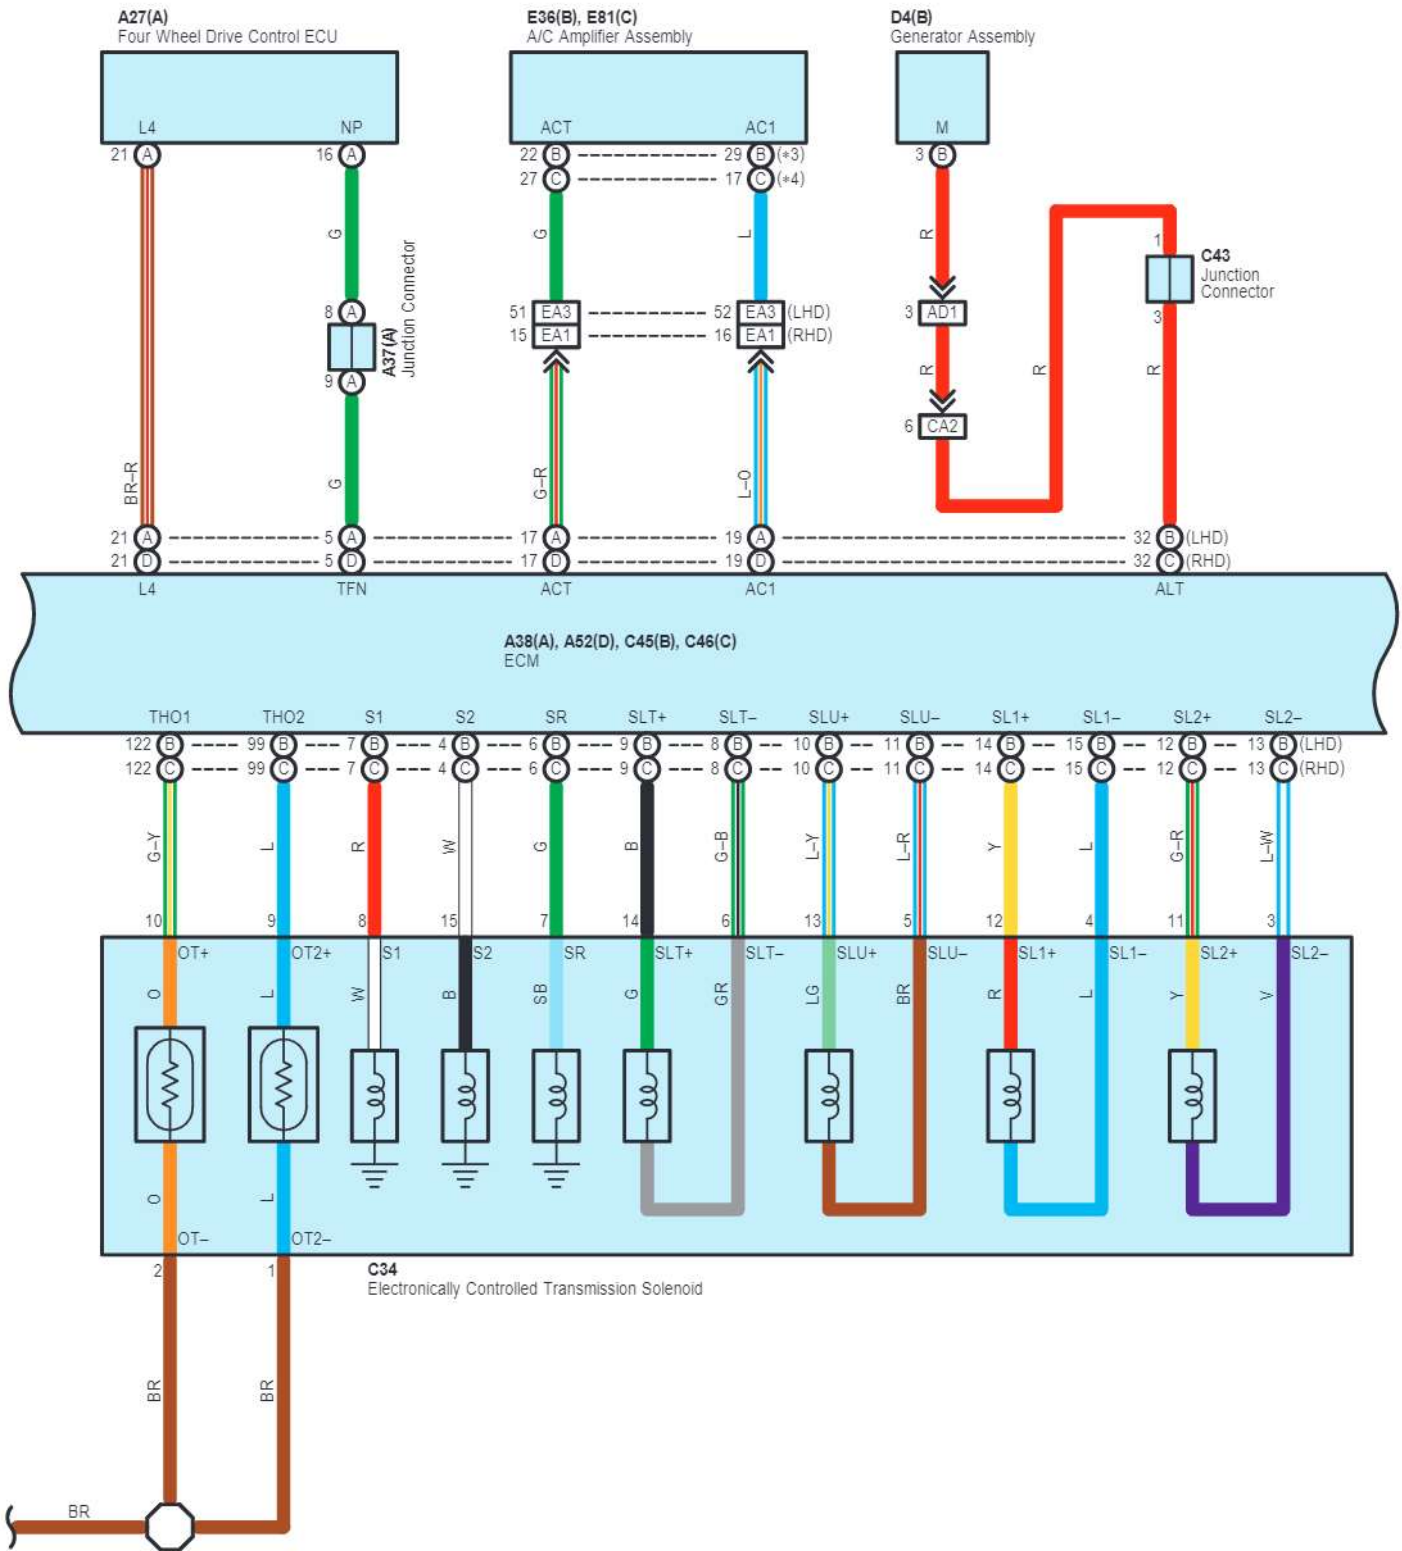 A27(A)
Four Wheel Drive Control ECU
E36(B), E81(C)
A/C Amplifier Assembly
D4(B)
Generator Assembly
L4 NP ACT AC1 M
21 A 16 A 22 B 29 B (*3) 3 B
27 C 17 C (*4)
G G L R
1 C43
Junction
Connector
8 A
51 EA3 52 EA3 (LHD) 3 AD1 3
15 EA1 16 EA1 (RHD)
A37(A)
Junction Connector
9 A R R R
6 CA2
BR–R G G–R L–O
21 A 5 A 17 A 19 A 32 B (LHD)
21 D 5 D 17 D 19 D 32 C (RHD)
L4 TFN ACT AC1 ALT
A38(A), A52(D), C45(B), C46(C)
ECM
THO1 THO2 S1 S2 SR SLT+ SLT– SLU+ SLU– SL1+ SL1– SL2+ SL2–
122 B 99 B 7 B 4 B 6 B 9 B 8 B 10 B 11 B 14 B 15 B 12 B 13 B (LHD)
122 C 99 C 7 C 4 C 6 C 9 C 8 C 10 C 11 C 14 C 15 C 12 C 13 C (RHD)
G–Y L R W G B G–B L–Y L–R Y L G–R L–W
10 9 8 15 7 14 6 13 5 12 4 11 3
OT+ OT2+ S1 S2 SR SLT+ SLT– SLU+ SLU– SL1+ SL1– SL2+ SL2–
O L W B SB G GR LG BR R L Y V
O L
OT– OT2–
2 1
C34
Electronically Controlled Transmission Solenoid
BR BR
BR